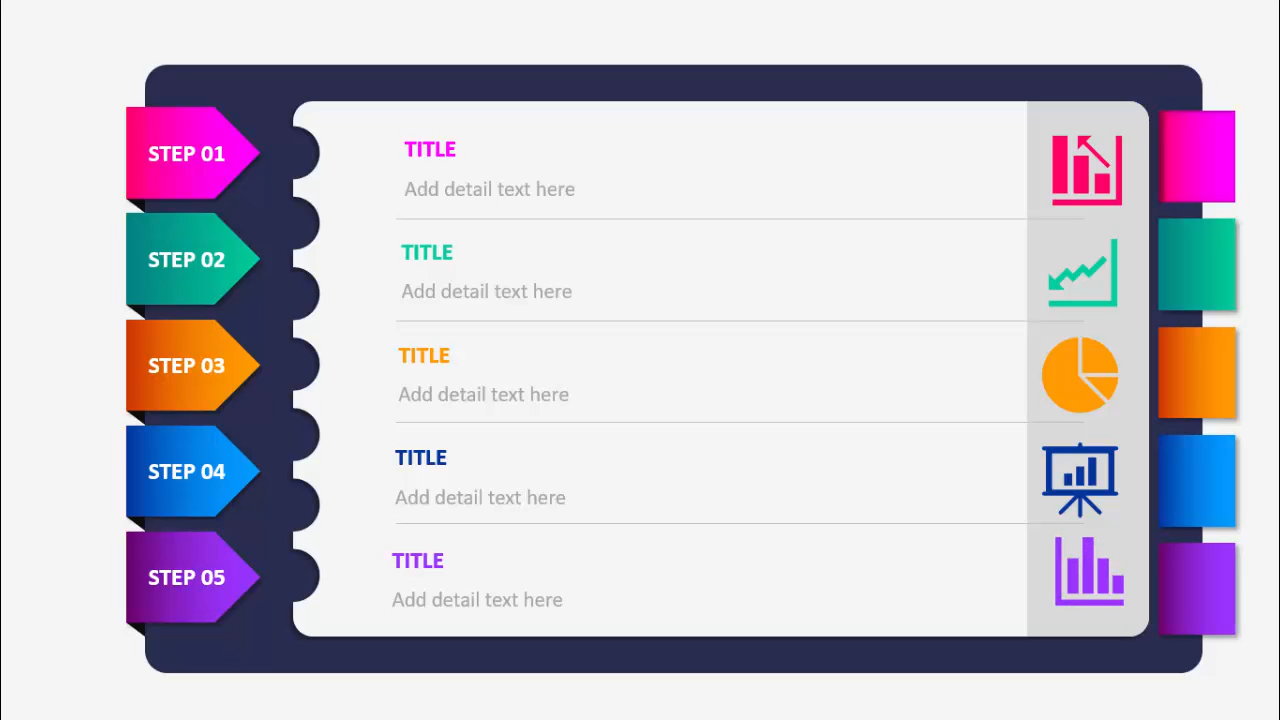 STEP 01
TITLE
Add detail text here
STEP 02
TITLE
Add detail text here
STEP 03
TITLE
Add detail text here
STEP 04
TITLE
Add detail text here
STEP 05
TITLE
Add detail text here